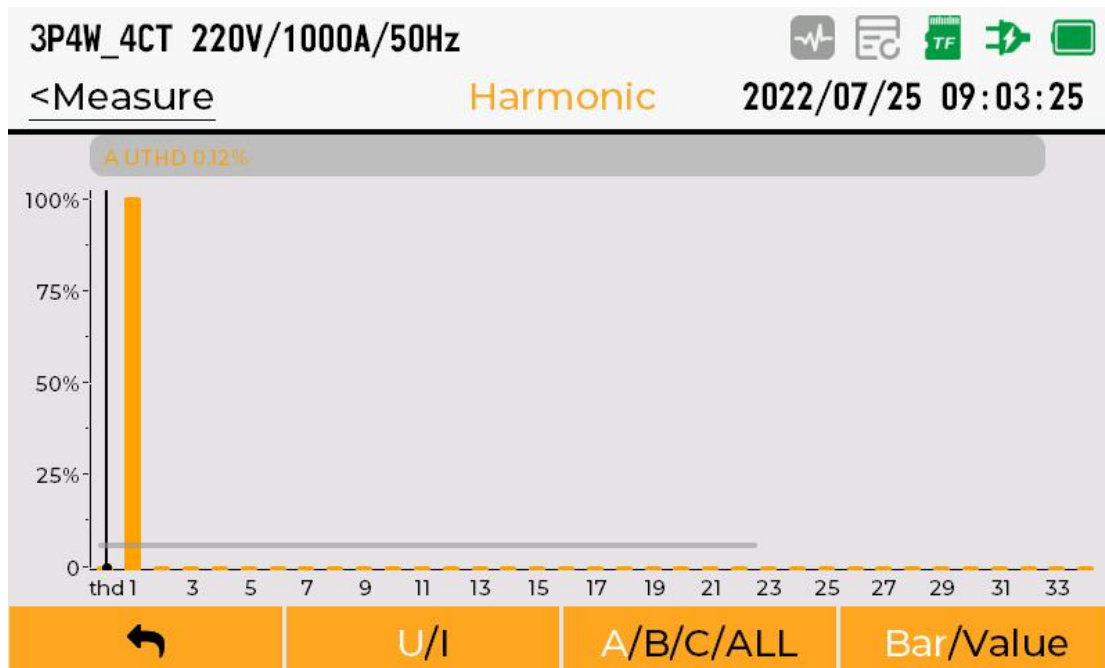 3P4W_4CT 220V/1000A/50Hz
TF
<Measure
Harmonic
2022/07/25 09:03:25
A UTHD 0.12%
100%
75%
50%
25%
0
thd 1 3 5 7 9 11 13 15 17 19 21 23 25 27 29 31 33
U/I
A/B/C/ALL
Bar/Value